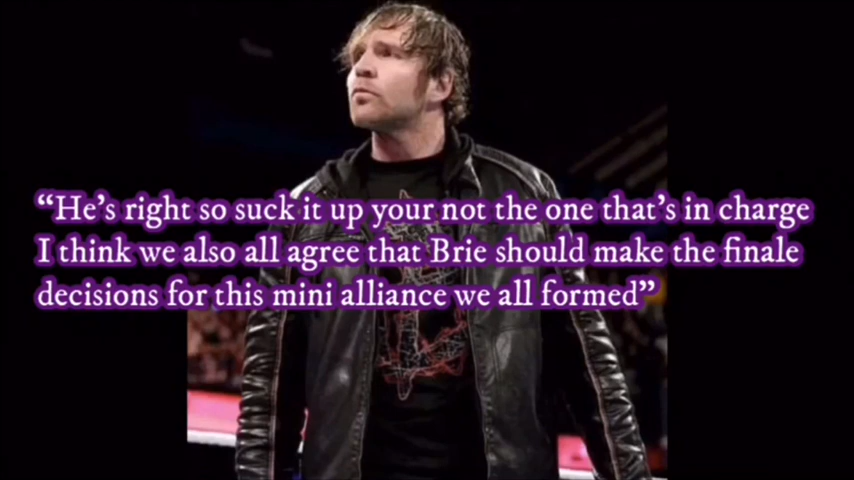 “He’s right so suck it up your not the one that’s in charge
I think we also all agree that Brie should make the finale
decisions for this mini alliance we all formed”